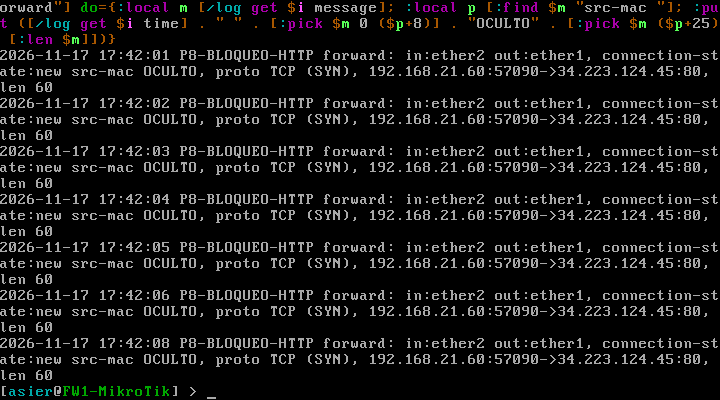 orward"] do={:local m [/log get $i message]; :local p [:find $m "src-mac "]; :pu
t ([/log get $i time] . " " . [:pick $m 0 ($p+8)] . "OCULTO" . [:pick $m ($p+25)
 [:len $m]])}
2026-11-17 17:42:01 P8-BLOQUEO-HTTP forward: in:ether2 out:ether1, connection-st
ate:new src-mac OCULTO, proto TCP (SYN), 192.168.21.60:57090->34.223.124.45:80,
len 60
2026-11-17 17:42:02 P8-BLOQUEO-HTTP forward: in:ether2 out:ether1, connection-st
ate:new src-mac OCULTO, proto TCP (SYN), 192.168.21.60:57090->34.223.124.45:80,
len 60
2026-11-17 17:42:03 P8-BLOQUEO-HTTP forward: in:ether2 out:ether1, connection-st
ate:new src-mac OCULTO, proto TCP (SYN), 192.168.21.60:57090->34.223.124.45:80,
len 60
2026-11-17 17:42:04 P8-BLOQUEO-HTTP forward: in:ether2 out:ether1, connection-st
ate:new src-mac OCULTO, proto TCP (SYN), 192.168.21.60:57090->34.223.124.45:80,
len 60
2026-11-17 17:42:05 P8-BLOQUEO-HTTP forward: in:ether2 out:ether1, connection-st
ate:new src-mac OCULTO, proto TCP (SYN), 192.168.21.60:57090->34.223.124.45:80,
len 60
2026-11-17 17:42:06 P8-BLOQUEO-HTTP forward: in:ether2 out:ether1, connection-st
ate:new src-mac OCULTO, proto TCP (SYN), 192.168.21.60:57090->34.223.124.45:80,
len 60
2026-11-17 17:42:08 P8-BLOQUEO-HTTP forward: in:ether2 out:ether1, connection-st
ate:new src-mac OCULTO, proto TCP (SYN), 192.168.21.60:57090->34.223.124.45:80,
len 60
[asier@FW1-MikroTik] > _